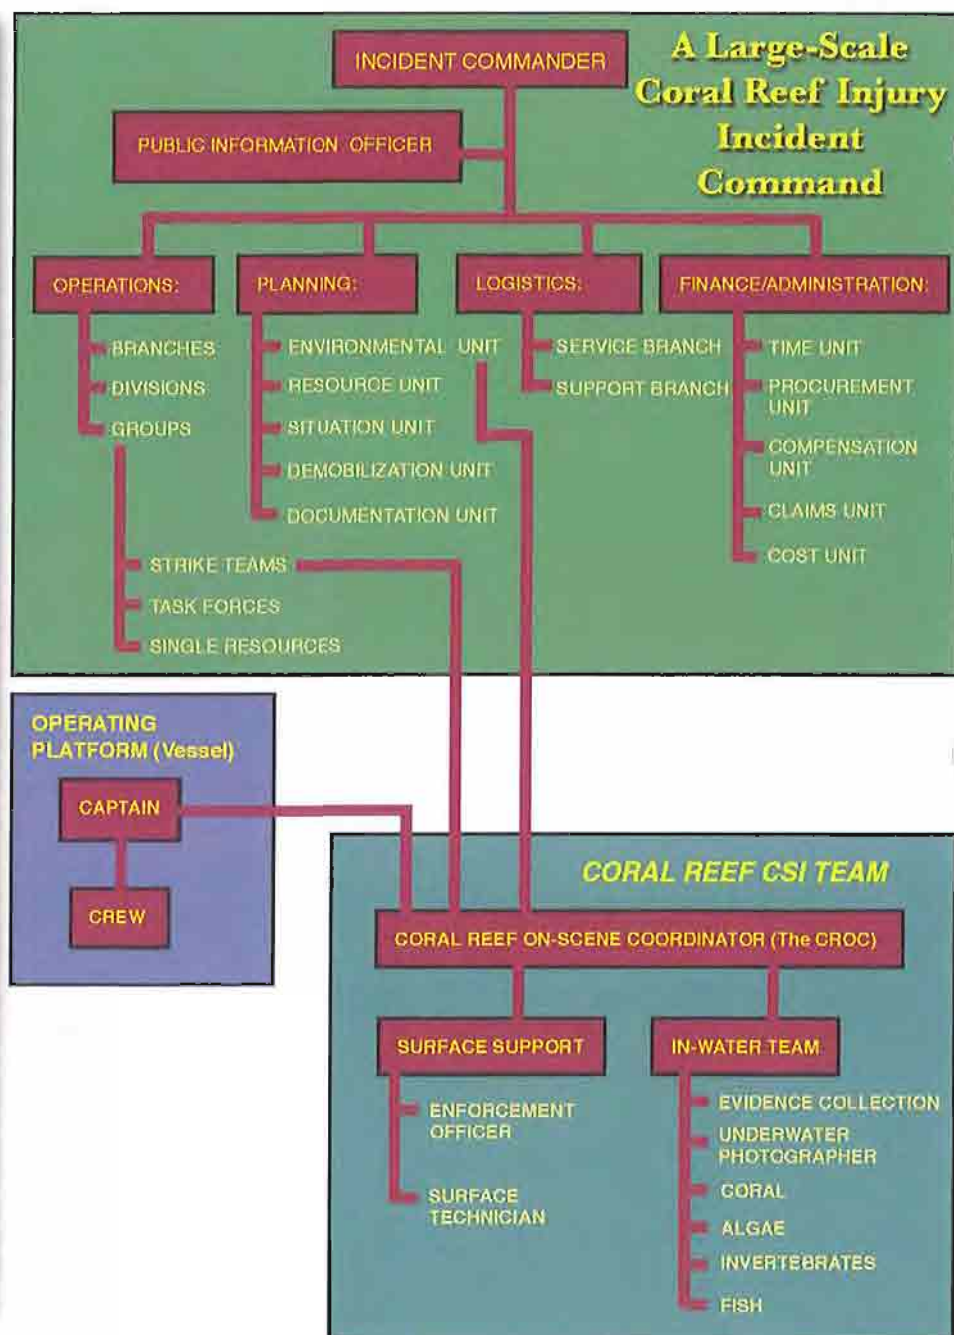 A Large-Scale
Coral Reef Injury
Incident
Command
INCIDENT COMMANDER
PUBLIC INFORMATION OFFICER
OPERATIONS:
BRANCHES
DIVISIONS
GROUPS
STRIKE TEAMS
TASK FORCES
SINGLE RESOURCES
PLANNING:
ENVIRONMENTAL UNIT
RESOURCE UNIT
SITUATION UNIT
DEMOBILIZATION UNIT
DOCUMENTATION UNIT
LOGISTICS:
SERVICE BRANCH
SUPPORT BRANCH
FINANCE/ADMINISTRATION:
TIME UNIT
PROCUREMENT
UNIT
COMPENSATION
UNIT
CLAIMS UNIT
COST UNIT
OPERATING
PLATFORM (Vessel)
CAPTAIN
CREW
CORAL REEF CSI TEAM
CORAL REEF ON-SCENE COORDINATOR (The CROC)
SURFACE SUPPORT
ENFORCEMENT
OFFICER
SURFACE
TECHNICIAN
IN-WATER TEAM
EVIDENCE COLLECTION
UNDERWATER
PHOTOGRAPHER
CORAL
ALGAE
INVERTEBRATES
FISH